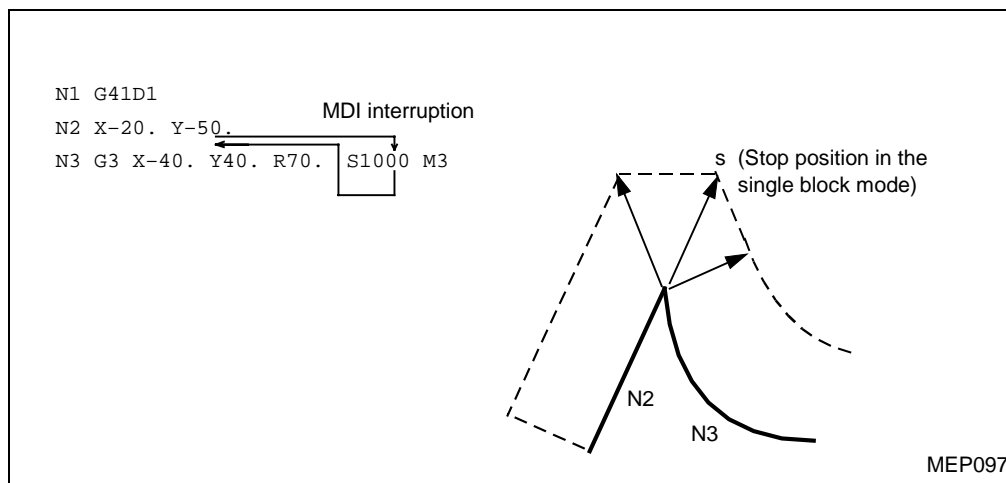 N1 G41D1
MDI interruption
N2 X–20. Y–50.
N3 G3 X–40. Y40. R70. S1000 M3
s (Stop position in the
single block mode)
N2
N3
MEP097